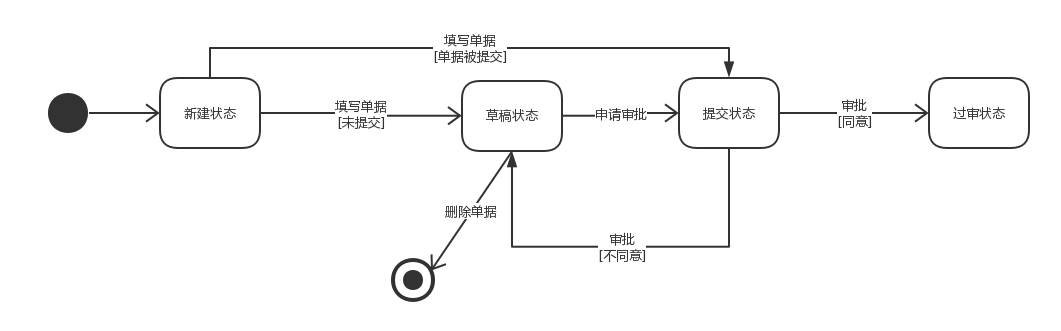 填写单据
[单据被提交]
新建状态
填写单据
[未提交]
草稿状态
申请审批
提交状态
审批
[同意]
过审状态
删除单据
审批
[不同意]